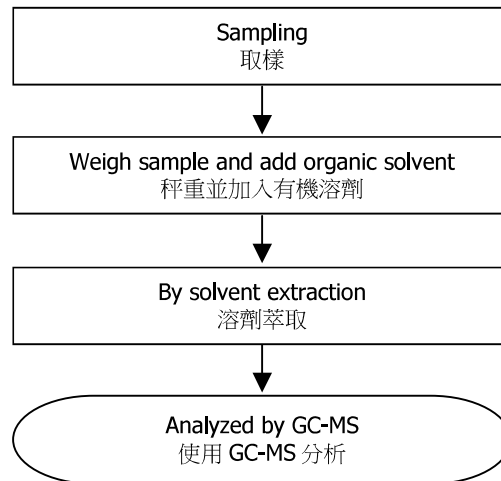 Sampling
取樣
Weigh sample and add organic solvent
秤重並加入有機溶劑
By solvent extraction
溶劑萃取
Analyzed by GC-MS
使用 GC-MS 分析